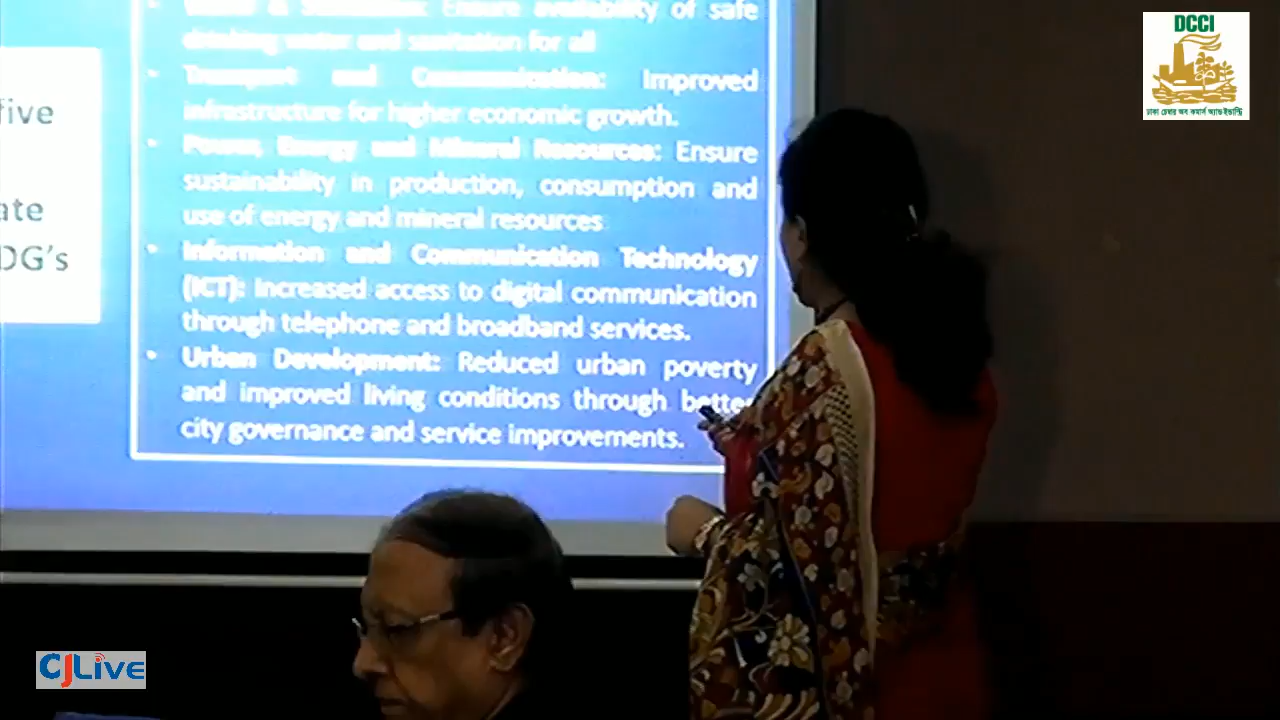 five
ate
DG's
Ensure availability of safe
drinking water and sanitation for all
Transport and Communication: Improved
infrastructure for higher economic growth.
Power, Energy and Mineral Resources: Ensure
sustainability in production, consumption and
use of energy and mineral resources
Information and Communication Technology
(ICT): Increased access to digital communication
through telephone and broadband services.
Urban Development: Reduced urban poverty
and improved living conditions through better
city governance and service improvements.
DCCI
ঢাকা চেম্বার অব কমার্স অ্যান্ড ইন্ডাস্ট্রি
CJLIVE